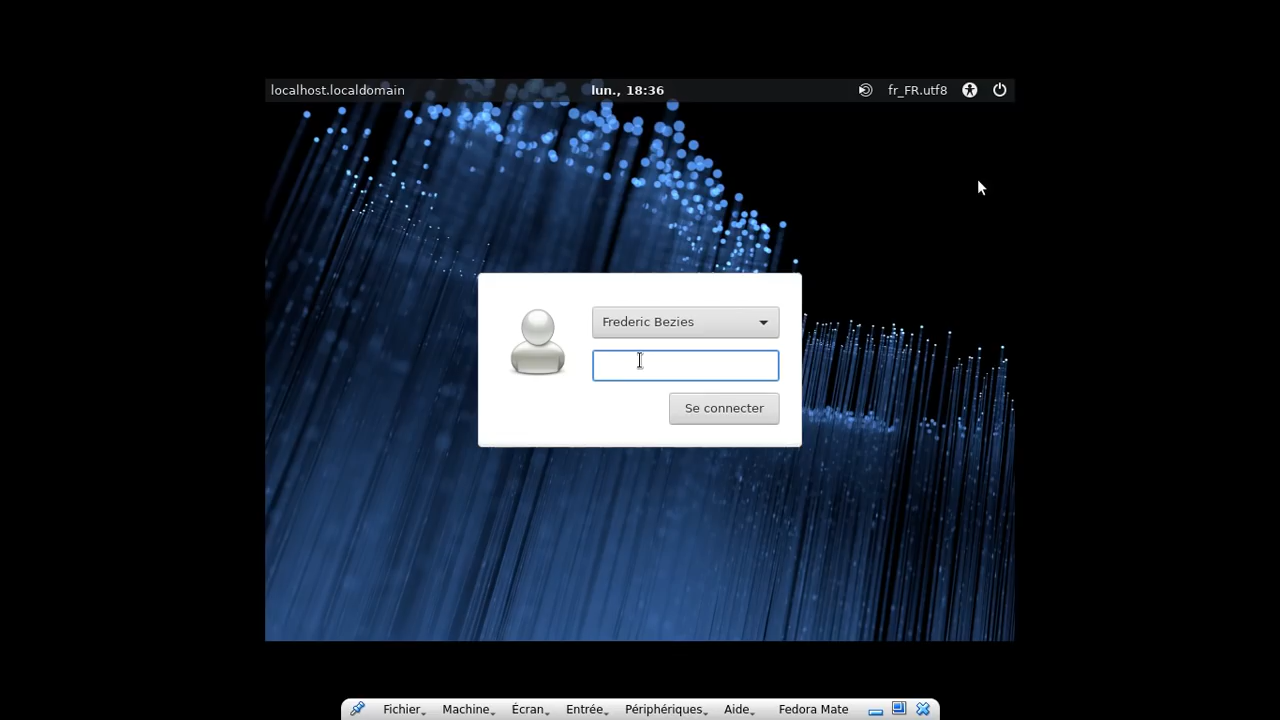 localhost.localdomain lun., 18:36 fr_FR.utf8
Frederic Bezies
Se connecter
Fichier Machine Écran Entrée Périphériques Aide Fedora Mate